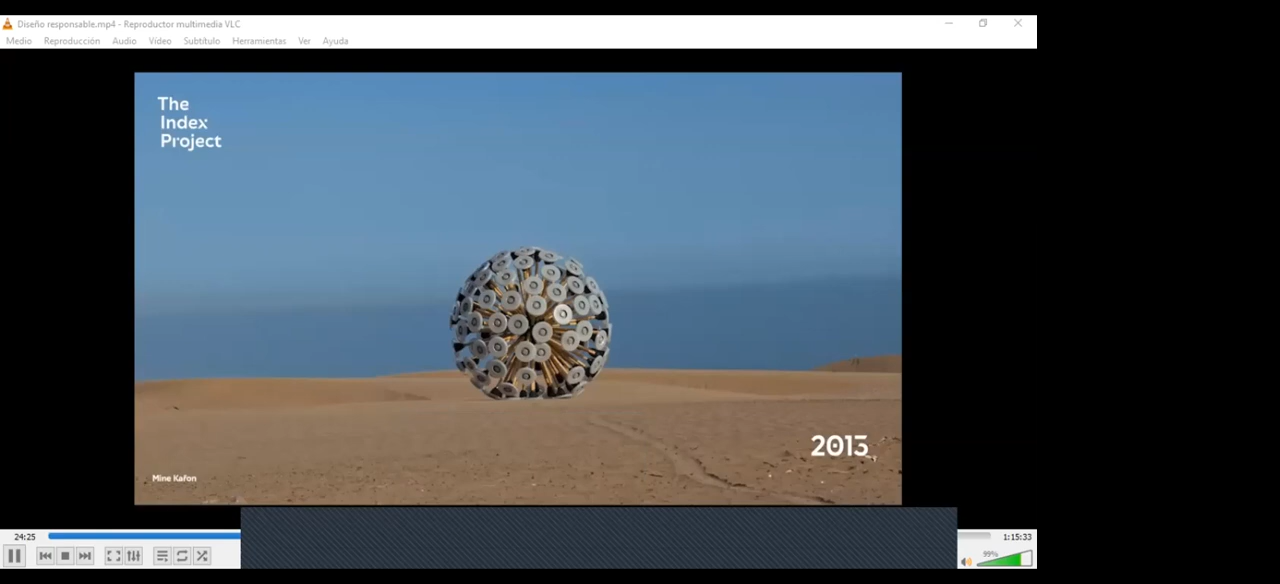 Diseño responsable.mp4 - Reproductor multimedia VLC
Medio Reproducción Audio Vídeo Subtítulo Herramientas Ver Ayuda
The
Index
Project
2013
Mine Kafon
24:25
1:15:33
99%